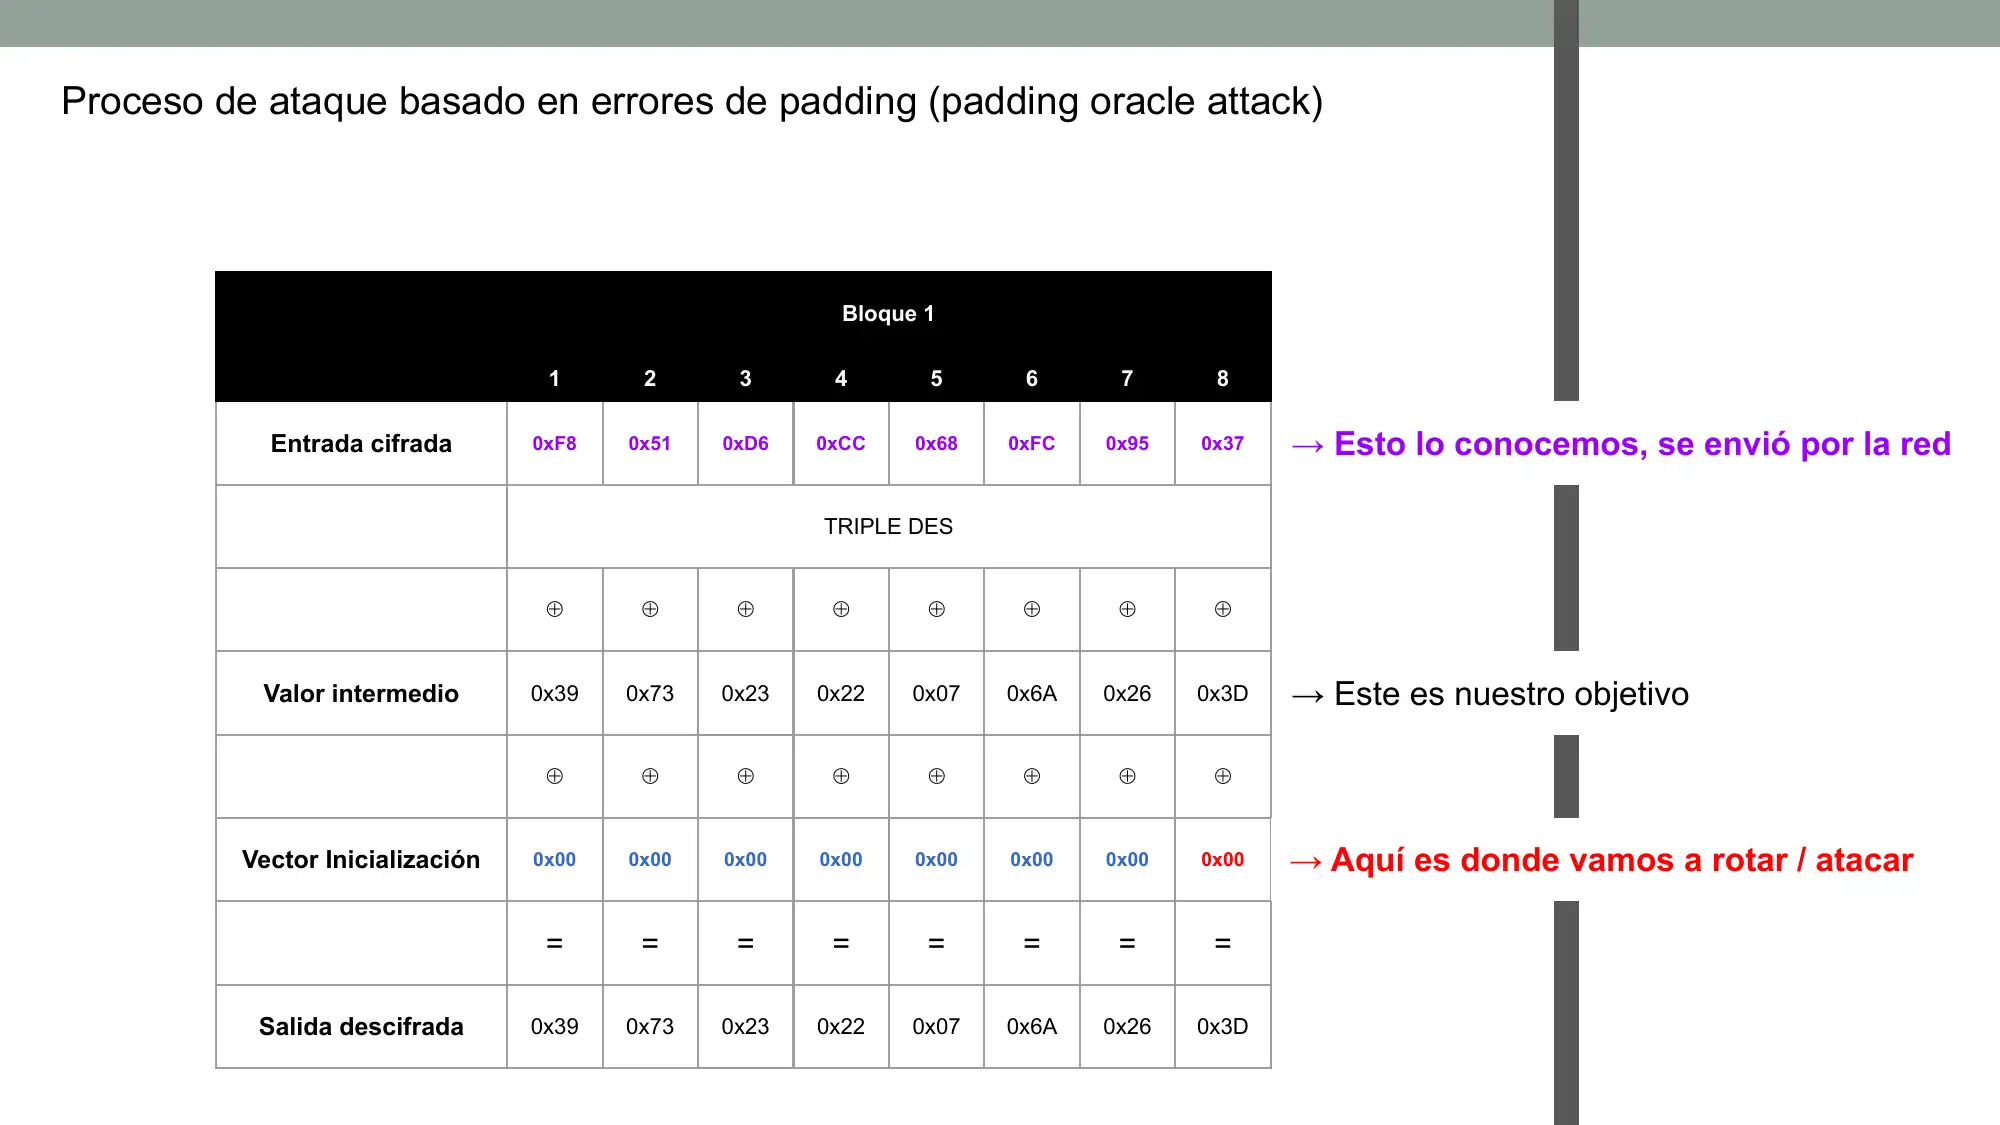 Proceso de ataque basado en errores de padding (padding oracle attack)
Bloque 1
1 2 3 4 5 6 7 8
Entrada cifrada 0xF8 0x51 0xD6 0xCC 0x68 0xFC 0x95 0x37 → Esto lo conocemos, se envió por la red
TRIPLE DES
⊕ ⊕ ⊕ ⊕ ⊕ ⊕ ⊕ ⊕
Valor intermedio 0x39 0x73 0x23 0x22 0x07 0x6A 0x26 0x3D → Este es nuestro objetivo
⊕ ⊕ ⊕ ⊕ ⊕ ⊕ ⊕ ⊕
Vector Inicialización 0x00 0x00 0x00 0x00 0x00 0x00 0x00 0x00 → Aquí es donde vamos a rotar / atacar
= = = = = = = =
Salida descifrada 0x39 0x73 0x23 0x22 0x07 0x6A 0x26 0x3D